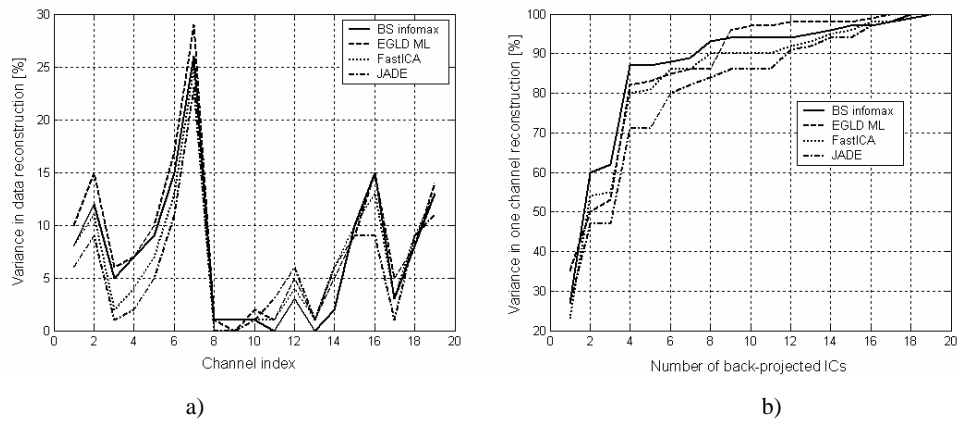 30
25
20
15
10
5
0
Variance in data reconstruction [%]
BS infomax
EGLD ML
FastICA
JADE
0 2 4 6 8 10 12 14 16 18 20
Channel index
a)
100
90
80
70
60
50
40
30
20
Variance in one channel reconstruction [%]
BS infomax
EGLD ML
FastICA
JADE
0 2 4 6 8 10 12 14 16 18 20
Number of back-projected ICs
b)